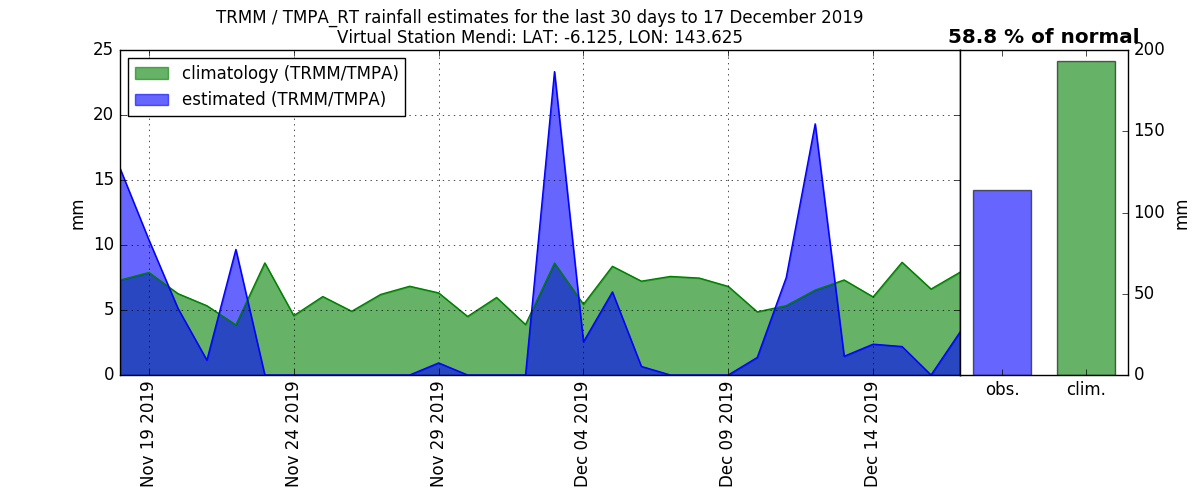 TRMM / TMPA_RT rainfall estimates for the last 30 days to 17 December 2019
Virtual Station Mendi: LAT: -6.125, LON: 143.625
58.8 % of normal
climatology (TRMM/TMPA)
estimated (TRMM/TMPA)
25
20
15
10
5
0
mm
Nov 19 2019
Nov 24 2019
Nov 29 2019
Dec 04 2019
Dec 09 2019
Dec 14 2019
obs.
clim.
200
150
100
50
0
mm